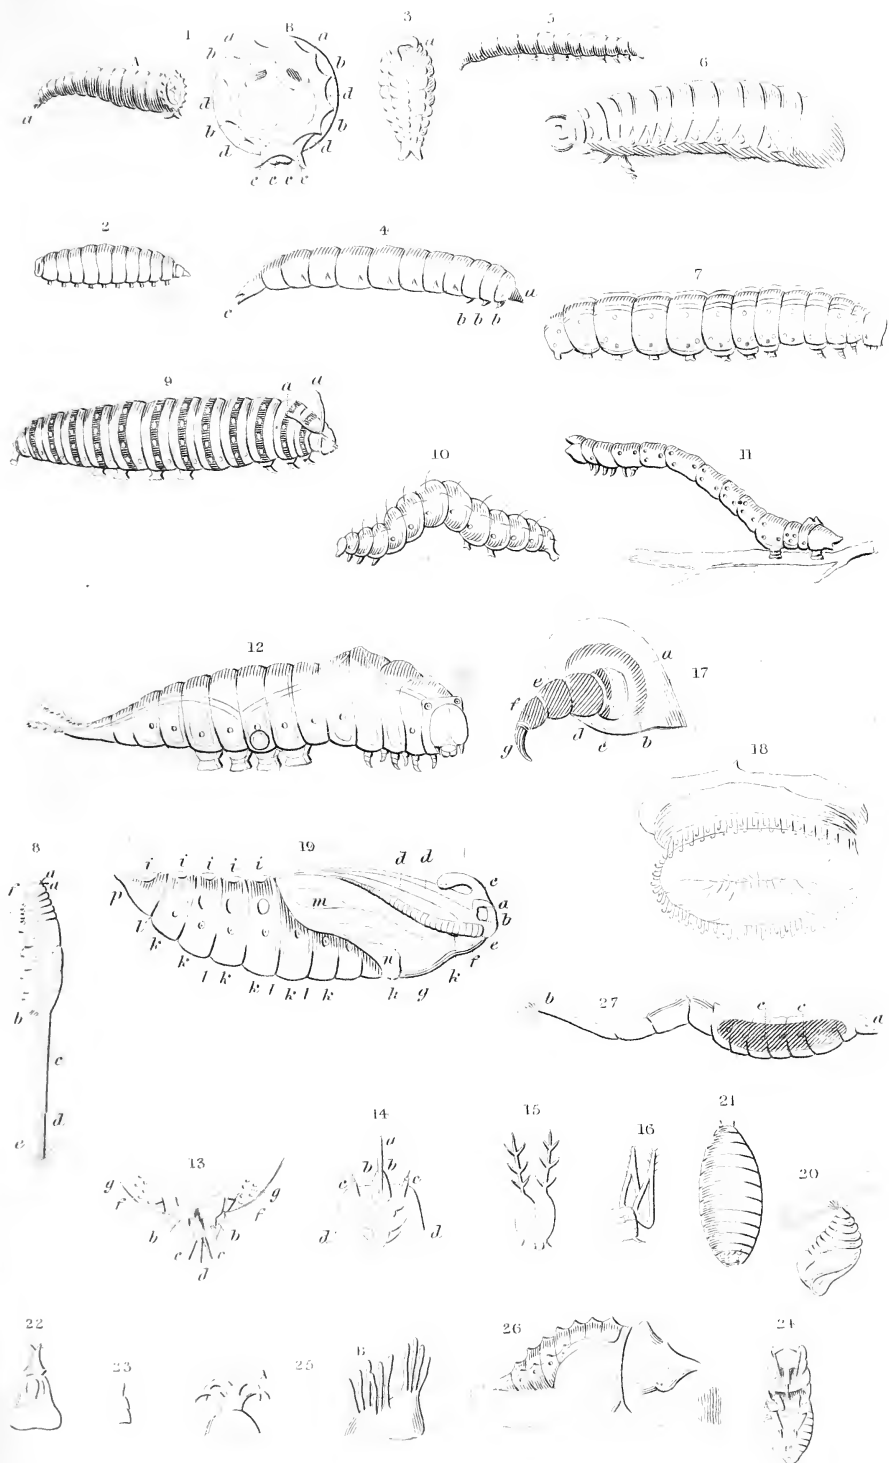 1
B
3
5
A
a
a
a
6
b
b
d
d
b
b
a
d
d
c c c c
2
4
7
c
a
b b b
9
a
a
10
11
12
17
a
e
f
d
c
b
g
18
8
a
a
f
b
c
d
e
19
i
i
i
i
i
d
d
c
p
m
a
b
l
e
k
n
f
k
l
k
k
l
k
l
k
k
g
k
b
27
c
c
a
21
15
14
16
a
13
20
g
b
b
g
f
c
c
f
b
b
d
d
c
c
d
22
23
25
B
26
24
A